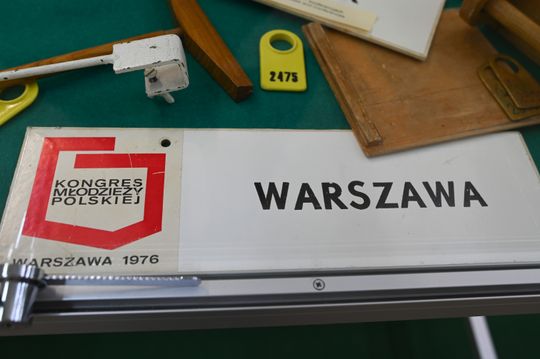 2475
KONGRES
MŁODZIEŻY
POLSKIEJ
WARSZAWA 1976
WARSZAWA